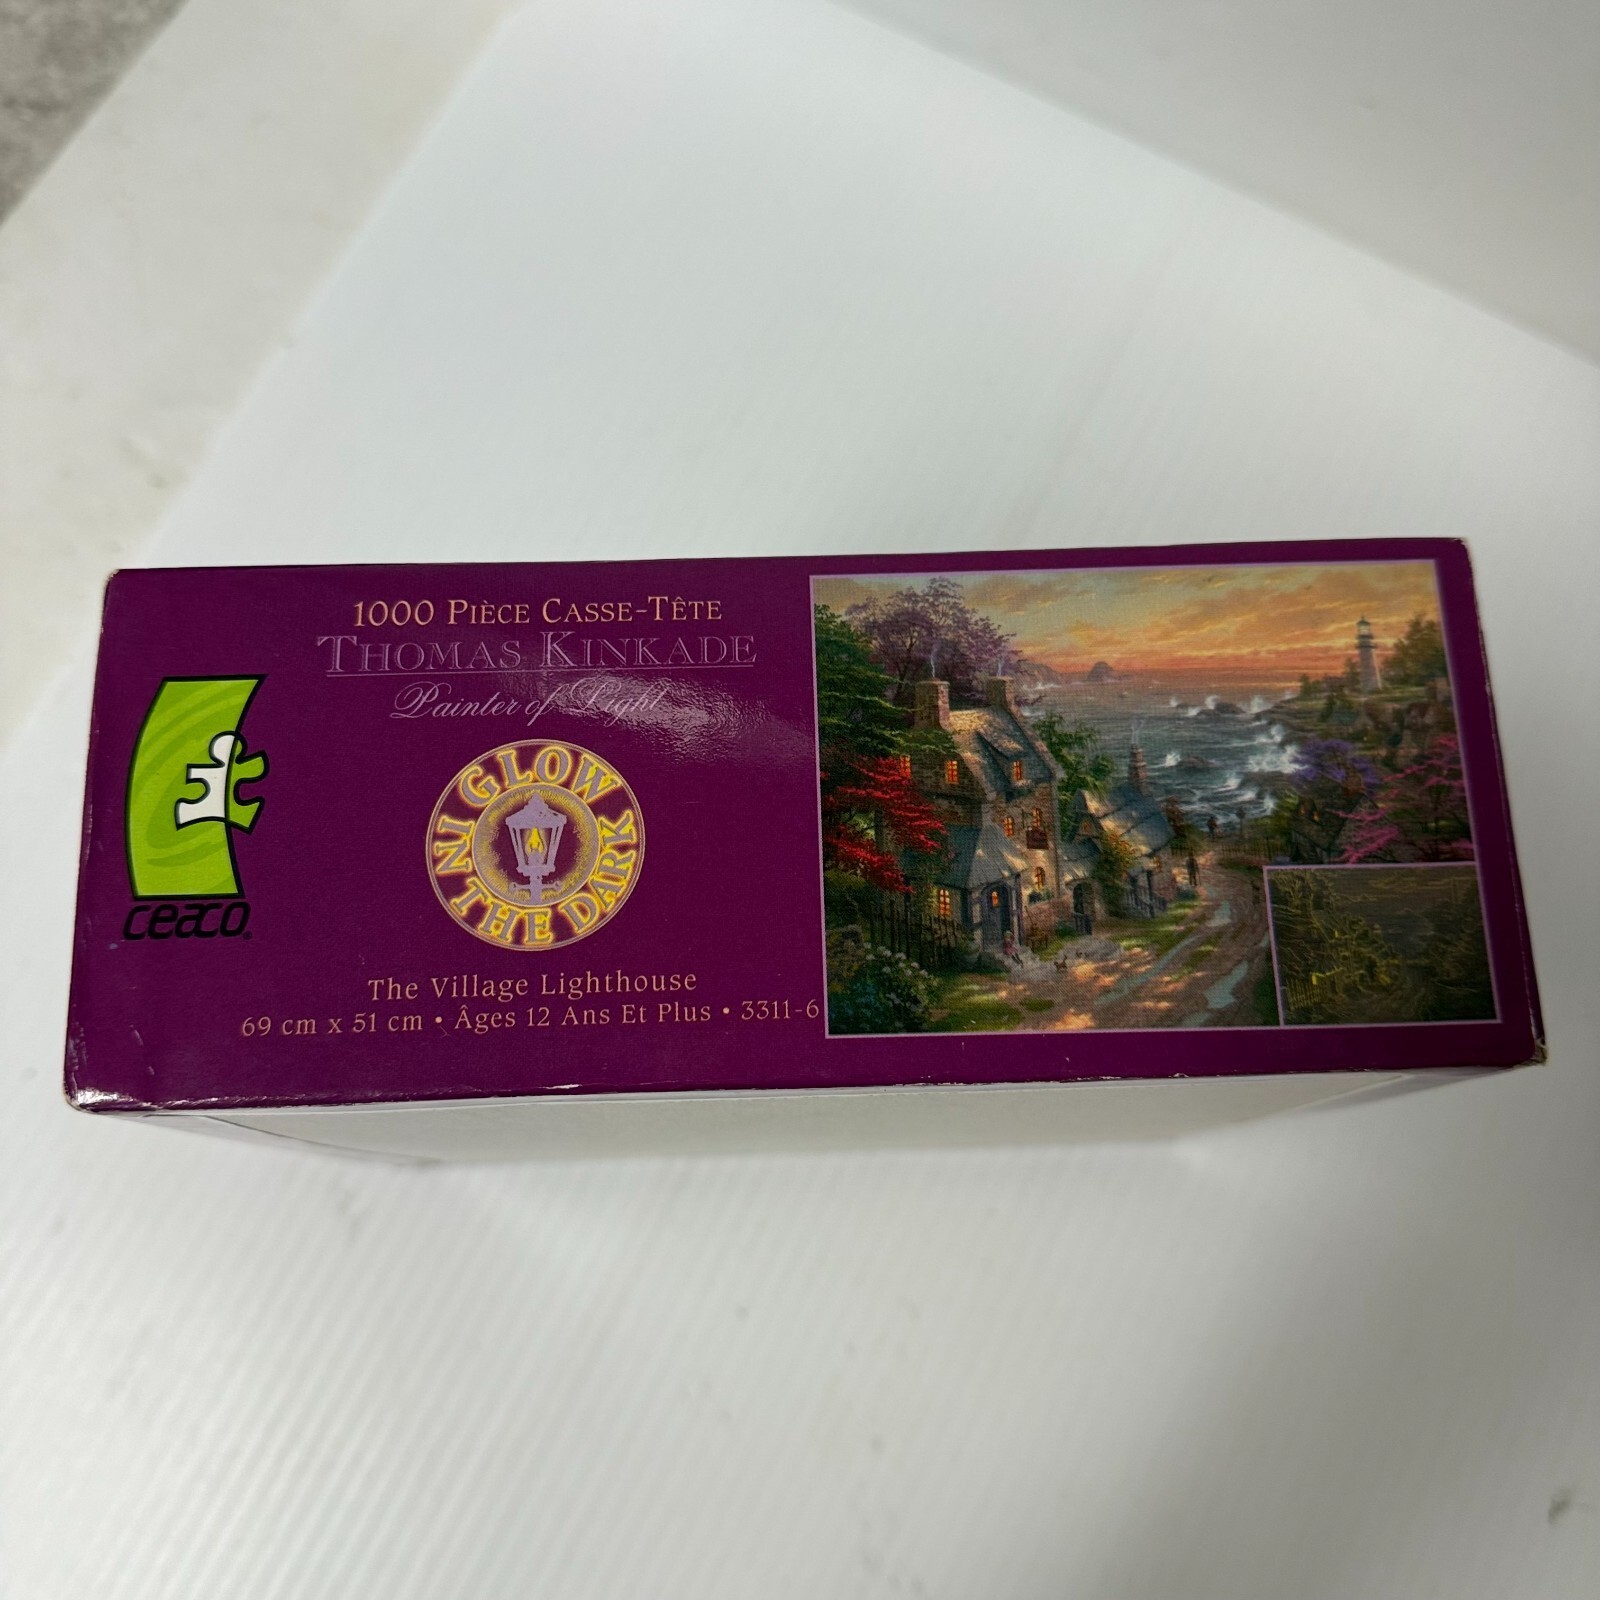 1000 PIÈCE CASSE-TÊTE
THOMAS KINKADE
Painter of Light
GLOW
IN THE DARK
ceaco®
The Village Lighthouse
69 cm x 51 cm • Âges 12 Ans Et Plus • 3311-6